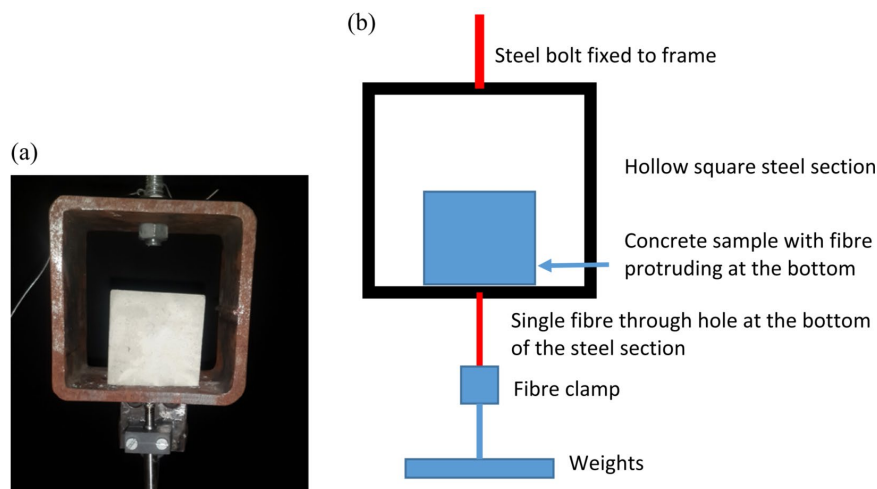 (b)
Steel bolt fixed to frame
(a)
Hollow square steel section
Concrete sample with fibre
protruding at the bottom
Single fibre through hole at the bottom
of the steel section
Fibre clamp
Weights